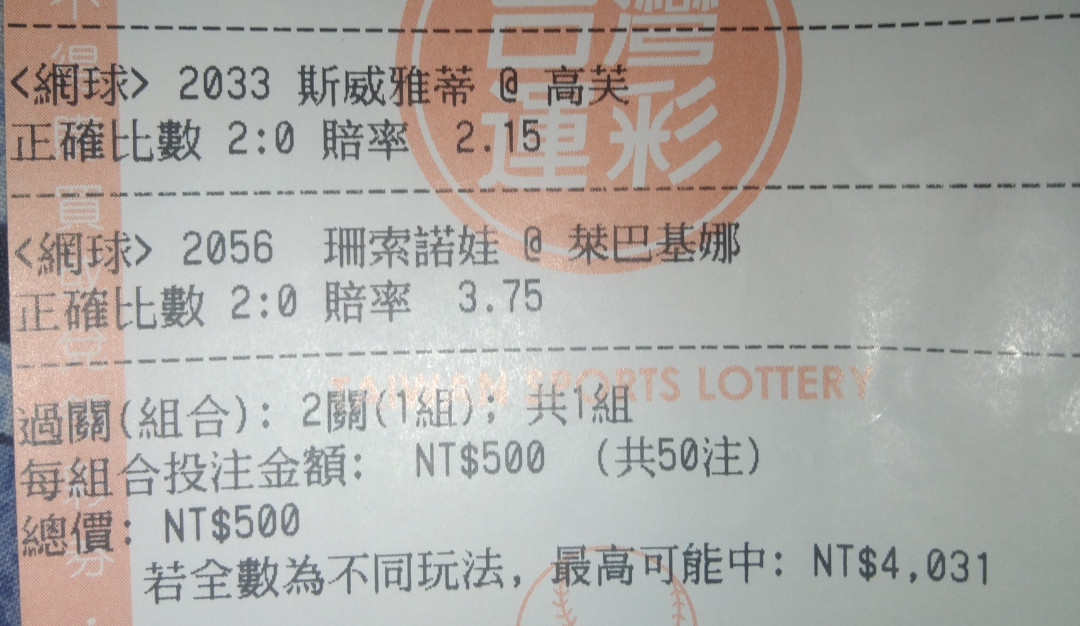 台灣
運彩
<網球> 2033 斯威雅蒂 @ 高芙
正確比數 2:0 賠率 2.15
<網球> 2056 珊索諾娃 @ 萊巴基娜
正確比數 2:0 賠率 3.75
TAIWAN SPORTS LOTTERY
過關(組合): 2關(1組); 共1組
每組合投注金額: NT$500 (共50注)
總價: NT$500
若全數為不同玩法, 最高可能中: NT$4,031